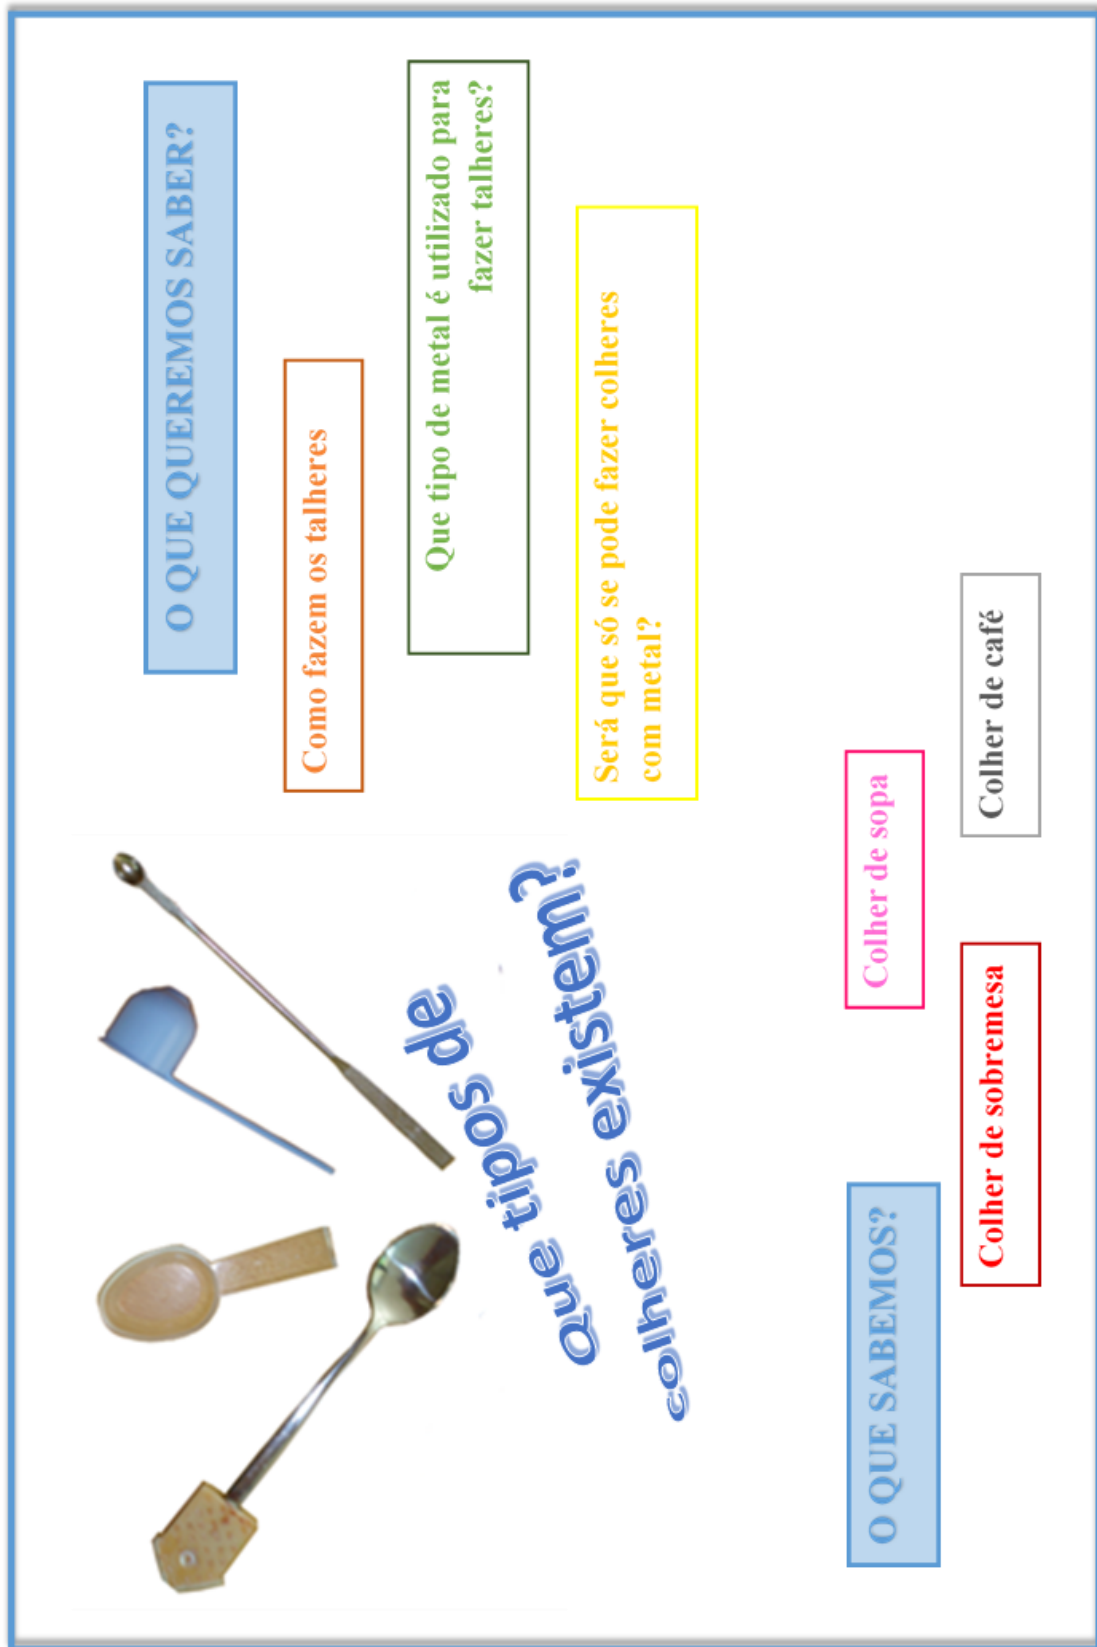 O QUE QUEREMOS SABER?
Como fazem os talheres
Que tipo de metal é utilizado para
fazer talheres?
Será que só se pode fazer colheres
com metal?
Que tipos de
colheres existem?
O QUE SABEMOS?
Colher de sopa
Colher de sobremesa
Colher de café